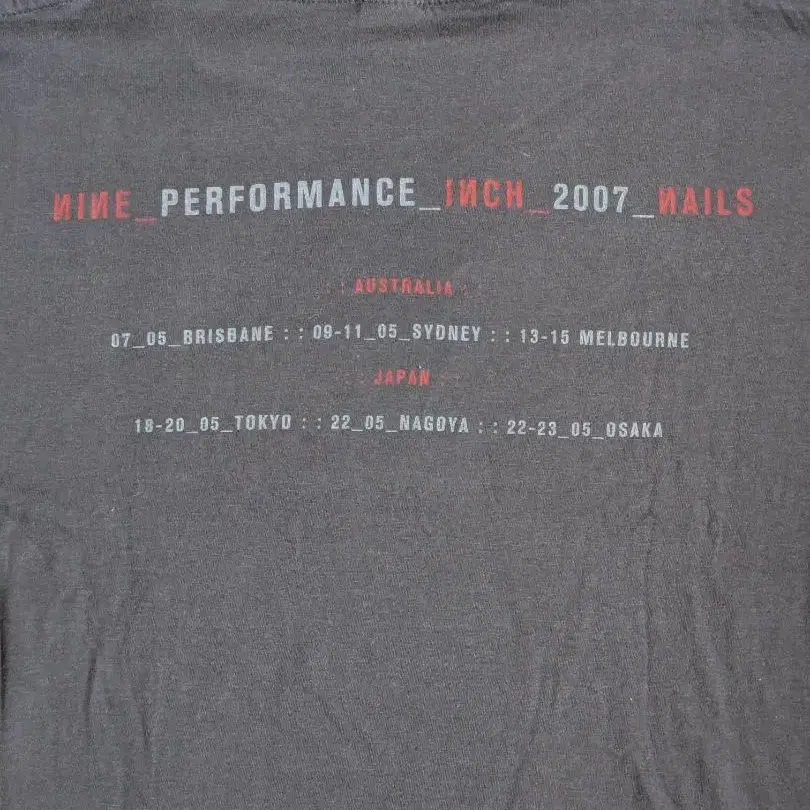 NINE_PERFORMANCE_INCH_2007_NAILS
: : AUSTRALIA : :
07_05_BRISBANE : : 09-11_05_SYDNEY : : 13-15 MELBOURNE
: : JAPAN : :
18-20_05_TOKYO : : 22_05_NAGOYA : : 22-23_05_OSAKA